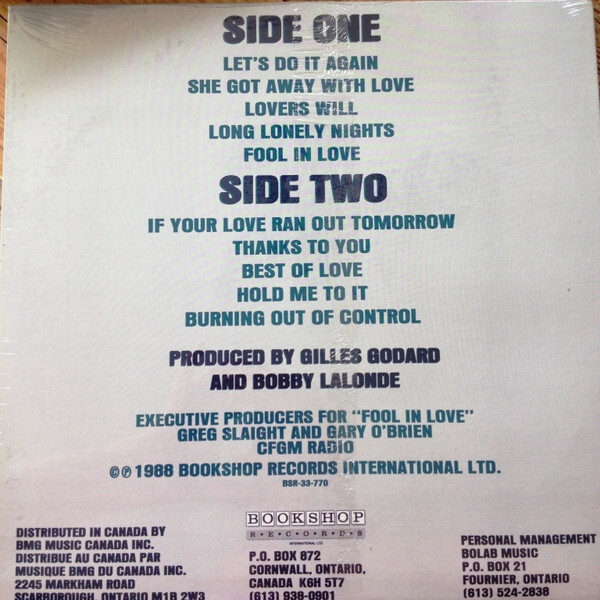 SIDE ONE
LET'S DO IT AGAIN
SHE GOT AWAY WITH LOVE
LOVERS WILL
LONG LONELY NIGHTS
FOOL IN LOVE
SIDE TWO
IF YOUR LOVE RAN OUT TOMORROW
THANKS TO YOU
BEST OF LOVE
HOLD ME TO IT
BURNING OUT OF CONTROL
PRODUCED BY GILLES GODARD
AND BOBBY LALONDE
EXECUTIVE PRODUCERS FOR "FOOL IN LOVE"
GREG SLAIGHT AND GARY O'BRIEN
CFGM RADIO
©℗ 1988 BOOKSHOP RECORDS INTERNATIONAL LTD.
BSR-33-770
DISTRIBUTED IN CANADA BY
BMG MUSIC CANADA INC.
DISTRIBUE AU CANADA PAR
MUSIQUE BMG DU CANADA INC.
2245 MARKHAM ROAD
SCARBOROUGH, ONTARIO M1B 2W3
BOOKSHOP
R•E•C•O•R•D•S
INTERNATIONAL LTD
P.O. BOX 872
CORNWALL, ONTARIO,
CANADA K6H 5T7
(613) 938-0901
PERSONAL MANAGEMENT
BOLAB MUSIC
P.O. BOX 21
FOURNIER, ONTARIO
(613) 524-2838